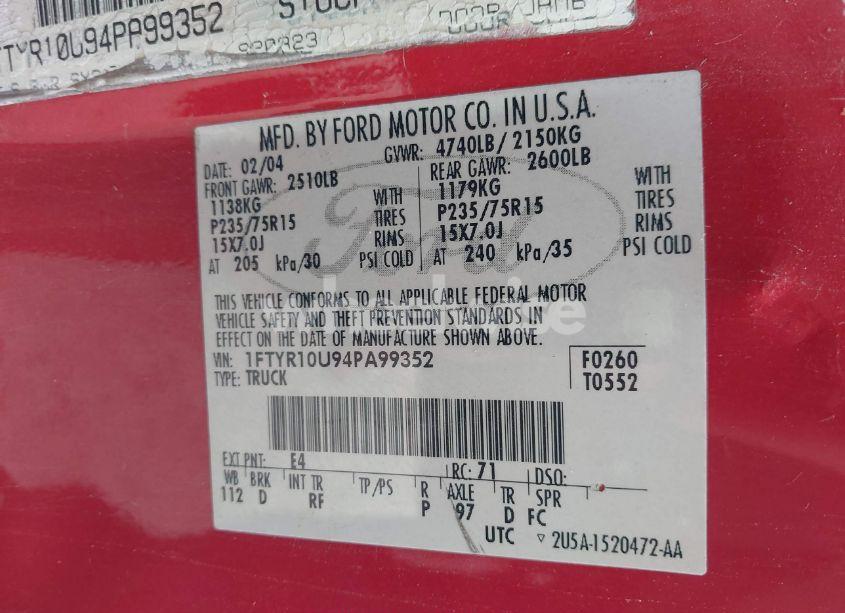 STOCK
DOOR/JAMB
FTYR10U94PA99352
MFD. BY FORD MOTOR CO. IN U.S.A.
DATE: 02/04 GVWR: 4740LB/ 2150KG
FRONT GAWR: 2510LB REAR GAWR: 2600LB
1138KG WITH 1179KG WITH
P235/75R15 TIRES P235/75R15 TIRES
15X7.0J RIMS 15X7.0J RIMS
AT 205 kPa/30 PSI COLD AT 240 kPa/35 PSI COLD
Ford
THIS VEHICLE CONFORMS TO ALL APPLICABLE FEDERAL MOTOR
VEHICLE SAFETY AND THEFT PREVENTION STANDARDS IN
EFFECT ON THE DATE OF MANUFACTURE SHOWN ABOVE.
VIN: 1FTYR10U94PA99352 F0260
TYPE: TRUCK T0552
EXT PNT: E4 RC: 71 DSO:
WB BRK INT TR TP/PS R AXLE TR SPR
112 D RF P 97 D FC
UTC ▽ 2U5A-1520472-AA